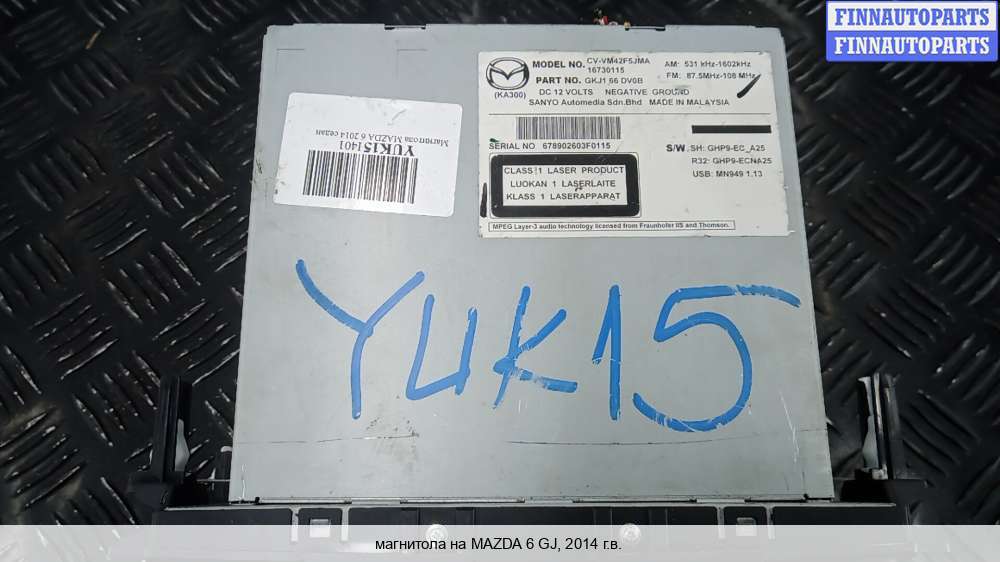 FINNAUTOPARTS
FINNAUTOPARTS
FINNAUTOPARTS
MODEL NO. CV-VM42F5JMA
16730115
AM: 531 kHz-1602kHz
PART NO. GKJ1 66 DV0B
FM: 87.5MHz-108 MHz
(KA300)
DC 12 VOLTS NEGATIVE GROUND
SANYO Automedia Sdn.Bhd MADE IN MALAYSIA
SERIAL NO 678902603F0115
S/W. SH: GHP9-EC_A25
R32: GHP9-ECNA25
USB: MN949 1.13
CLASS 1 LASER PRODUCT
LUOKAN 1 LASERLAITE
KLASS 1 LASERAPPARAT
MPEG Layer-3 audio technology licensed from Fraunhofer IIS and Thomson.
Магнитола MAZDA 6 2014 седан
YUK151401
YUK15
магнитола на MAZDA 6 GJ, 2014 г.в.